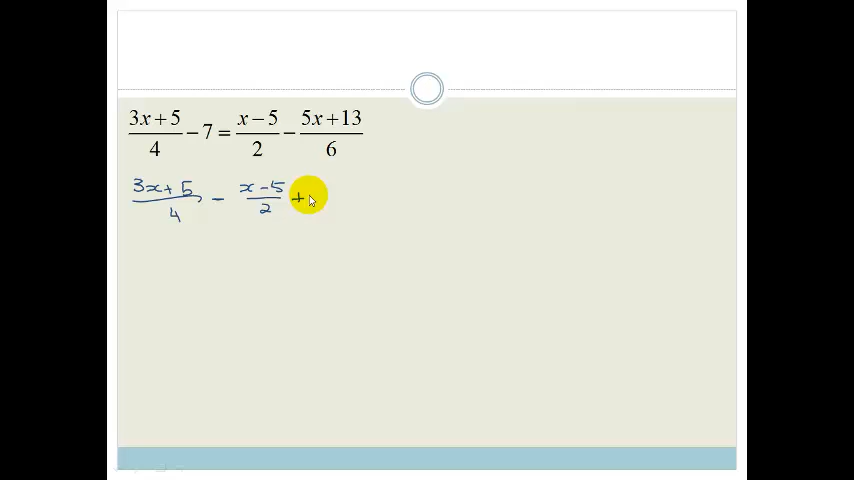 (3x+5)/4 − 7 = (x−5)/2 − (5x+13)/6
(3x+5)/4 − (x−5)/2 +